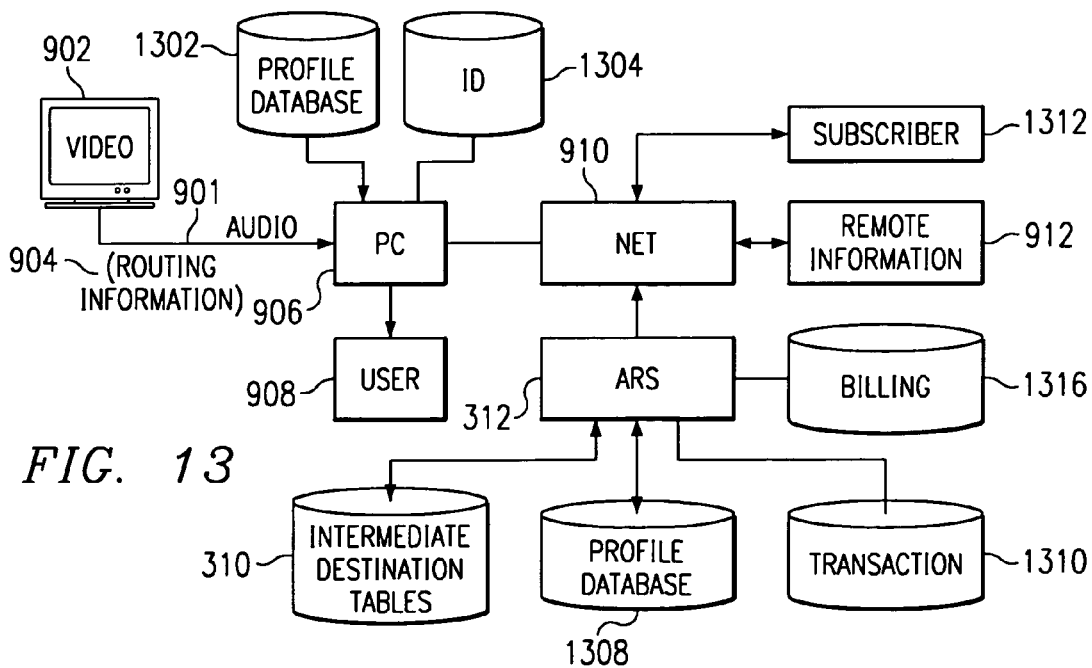 1302
902
PROFILE
DATABASE
ID
1304
VIDEO
901
AUDIO
904
(ROUTING
INFORMATION)
PC
906
USER
908
910
NET
SUBSCRIBER
1312
REMOTE
INFORMATION
912
ARS
312
BILLING
1316
FIG. 13
310
INTERMEDIATE
DESTINATION
TABLES
PROFILE
DATABASE
1308
TRANSACTION
1310